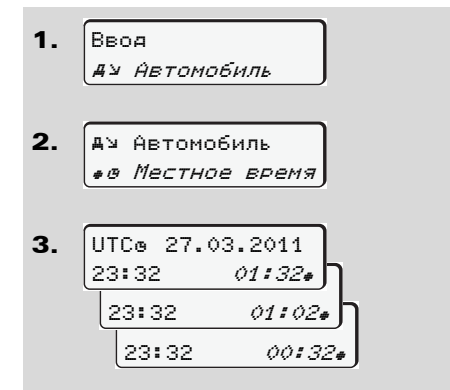 1.
Ввод
Автомобиль
2.
Автомобиль
Местное время
3.
UTC 27.03.2011
23:32 01:32
23:32 01:02
23:32 00:32